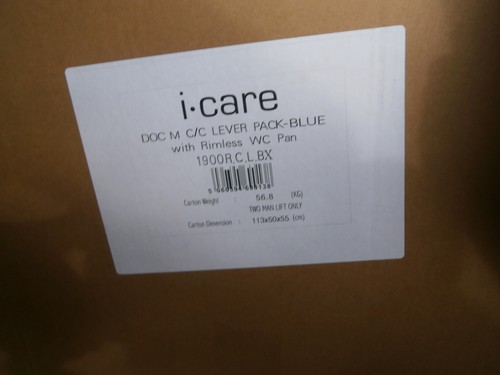 i·care
DOC M C/C LEVER PACK-BLUE
with Rimless WC Pan
1900R.C.L.BX
Carton Weight : 56.8 (KG)
TWO MAN LIFT ONLY
Carton Dimension : 113x60x55 (cm)